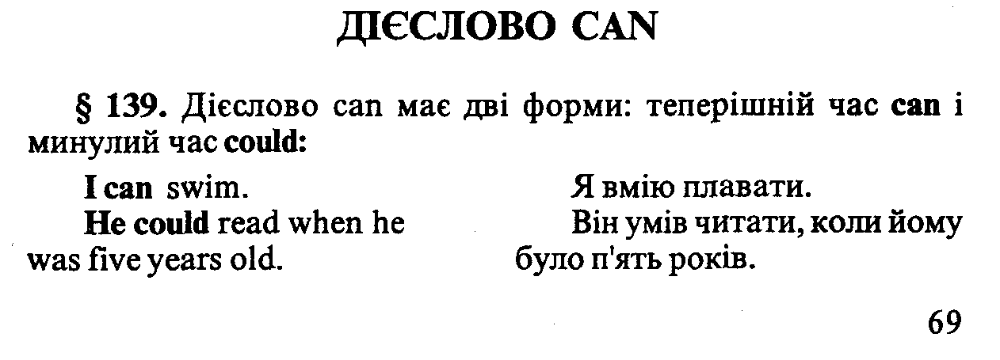 ДІЄСЛОВО CAN
§ 139. Дієслово can має дві форми: теперішній час can і
минулий час could:
I can swim.
Я вмію плавати.
He could read when he
was five years old.
Він умів читати, коли йому
було п'ять років.
69